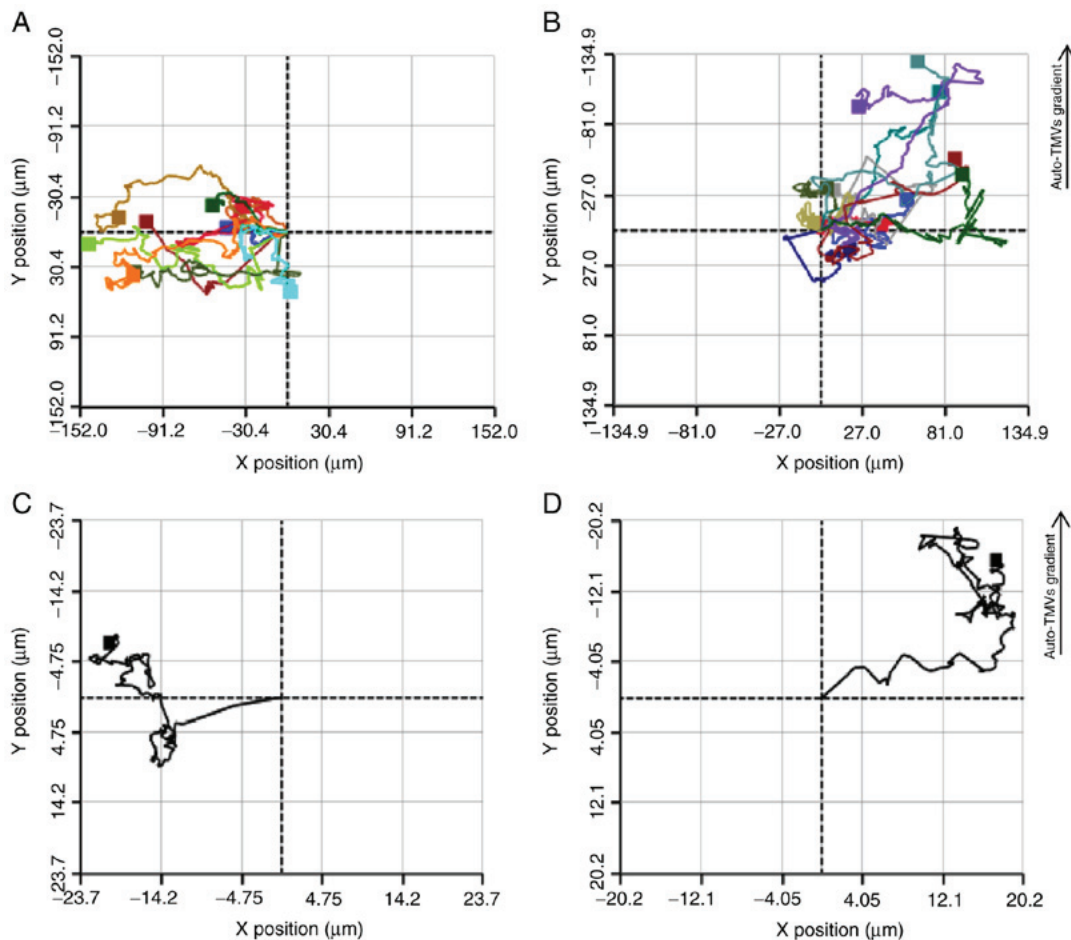 A
Y position (μm)
−152.0
−91.2
−30.4
30.4
91.2
152.0
−152.0 −91.2 −30.4 30.4 91.2 152.0
X position (μm)
B
Y position (μm)
−134.9
−81.0
−27.0
27.0
81.0
134.9
−134.9 −81.0 −27.0 27.0 81.0 134.9
X position (μm)
Auto-TMVs gradient
C
Y position (μm)
−23.7
−14.2
−4.75
4.75
14.2
23.7
−23.7 −14.2 −4.75 4.75 14.2 23.7
X position (μm)
D
Y position (μm)
−20.2
−12.1
−4.05
4.05
12.1
20.2
−20.2 −12.1 −4.05 4.05 12.1 20.2
X position (μm)
Auto-TMVs gradient